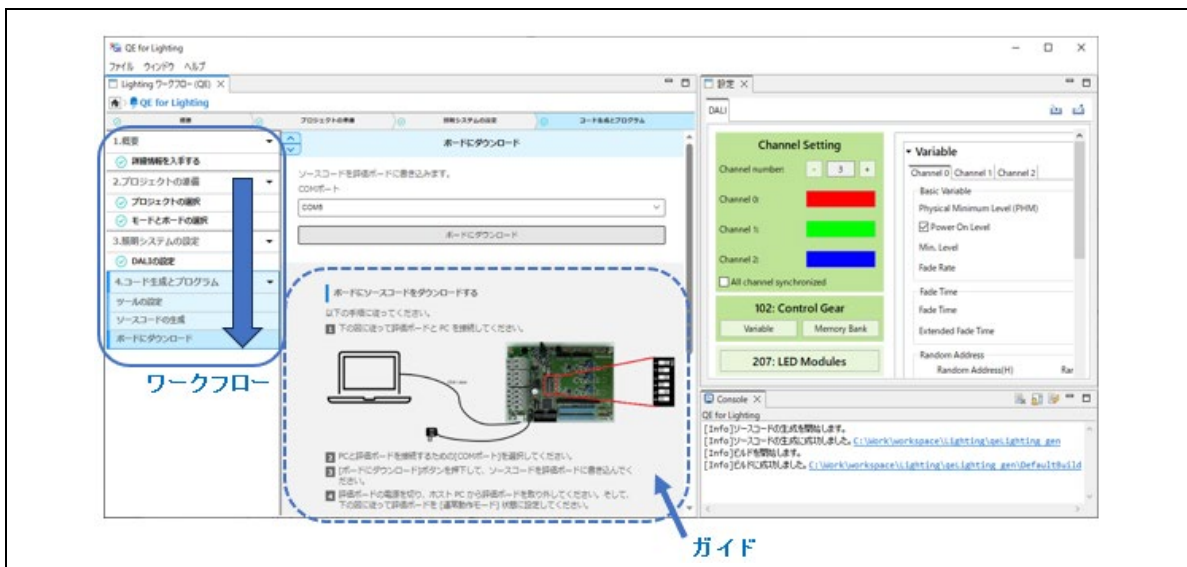 QE for Lighting
ファイル ウィンドウ ヘルプ
Lighting ワークフロー (QE)
QE for Lighting
概要
プロジェクトの準備
照明システムの設定
コード生成とプログラム
1.概要
詳細情報を入手する
2.プロジェクトの準備
プロジェクトの選択
モードとボードの選択
3.照明システムの設定
DALIの設定
4.コード生成とプログラム
ツールの設定
ソースコードの生成
ボードにダウンロード
ワークフロー
ボードにダウンロード
ソースコードを評価ボードに書き込みます。
COMポート
COM8
ボードにダウンロード
ボードにソースコードをダウンロードする
以下の手順に従ってください。
1 下の図に従って評価ボードと PC を接続してください。
2 PCと評価ボードを接続するための[COMポート]を選択してください。
3 [ボードにダウンロード]ボタンを押下して、ソースコードを評価ボードに書き込んでく
ださい。
4 評価ボードの電源を切り、ホスト PC から評価ボードを取り外してください。そして、
下の図に従って評価ボードを [通常動作モード] 状態に設定してください。
ガイド
設定
DALI
Channel Setting
Channel number: - 3 +
Channel 0:
Channel 1:
Channel 2:
All channel synchronized
102: Control Gear
Variable Memory Bank
207: LED Modules
Variable
Channel 0 Channel 1 Channel 2
Basic Variable
Physical Minimum Level (PHM)
Power On Level
Min. Level
Fade Rate
Fade Time
Fade Time
Extended Fade Time
Random Address
Random Address(H) Rar
Console
QE for Lighting
[Info]ソースコードの生成を開始します。
[Info]ソースコードの生成に成功しました。C:\Work\workspace\Lighting\qeLighting_gen
[Info]ビルドを開始します。
[Info]ビルドに成功しました。C:\Work\workspace\Lighting\qeLighting_gen\DefaultBuild